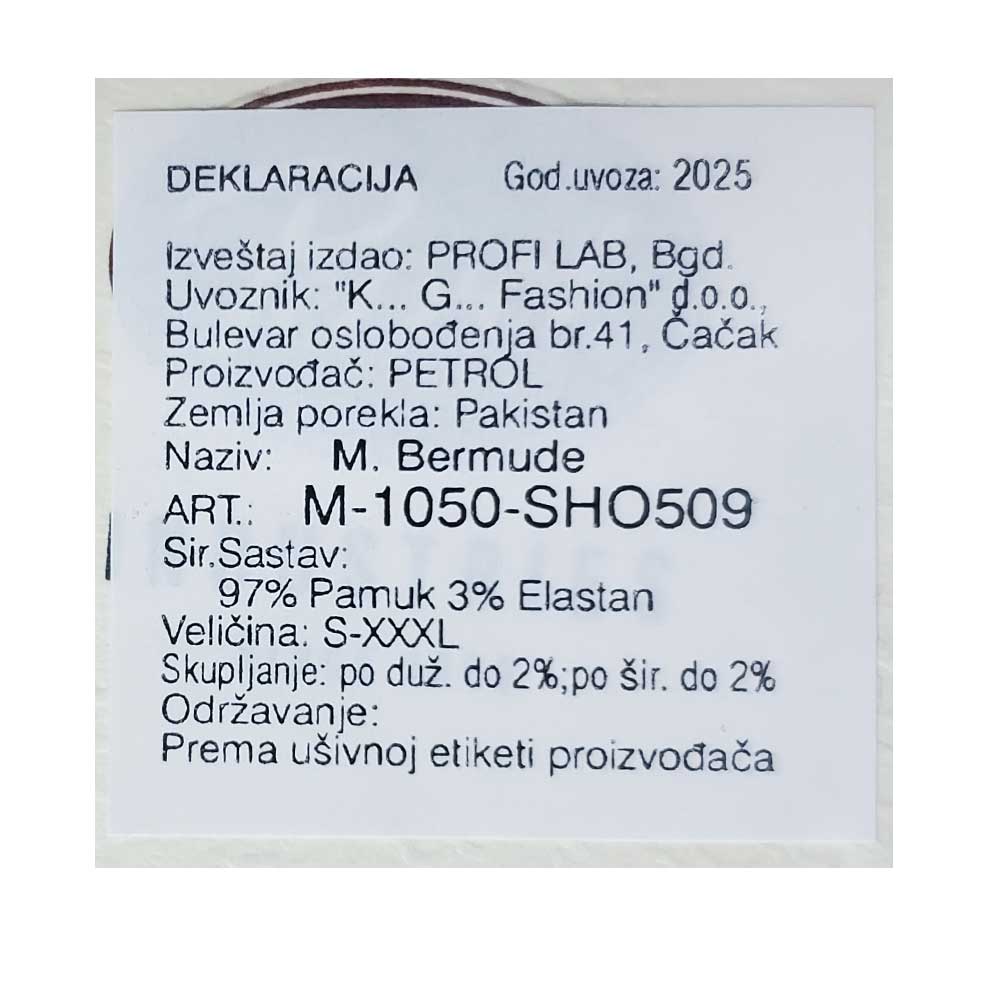 DEKLARACIJA God.uvoza: 2025
Izveštaj izdao: PROFI LAB, Bgd.
Uvoznik: "K... G... Fashion" d.o.o.,
Bulevar oslobođenja br.41, Čačak
Proizvođač: PETROL
Zemlja porekla: Pakistan
Naziv: M. Bermude
ART.: M-1050-SHO509
Sir.Sastav:
97% Pamuk 3% Elastan
Veličina: S-XXXL
Skupljanje: po duž. do 2%;po šir. do 2%
Održavanje:
Prema ušivnoj etiketi proizvođača